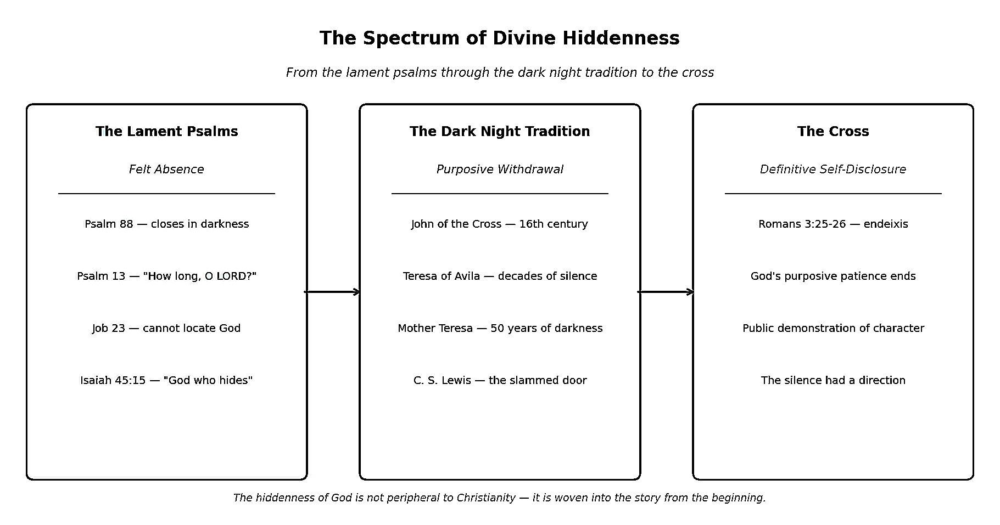 The Spectrum of Divine Hiddenness
From the lament psalms through the dark night tradition to the cross
The Lament Psalms
Felt Absence
Psalm 88 — closes in darkness
Psalm 13 — "How long, O LORD?"
Job 23 — cannot locate God
Isaiah 45:15 — "God who hides"
The Dark Night Tradition
Purposive Withdrawal
John of the Cross — 16th century
Teresa of Avila — decades of silence
Mother Teresa — 50 years of darkness
C. S. Lewis — the slammed door
The Cross
Definitive Self-Disclosure
Romans 3:25-26 — endeixis
God's purposive patience ends
Public demonstration of character
The silence had a direction
The hiddenness of God is not peripheral to Christianity — it is woven into the story from the beginning.